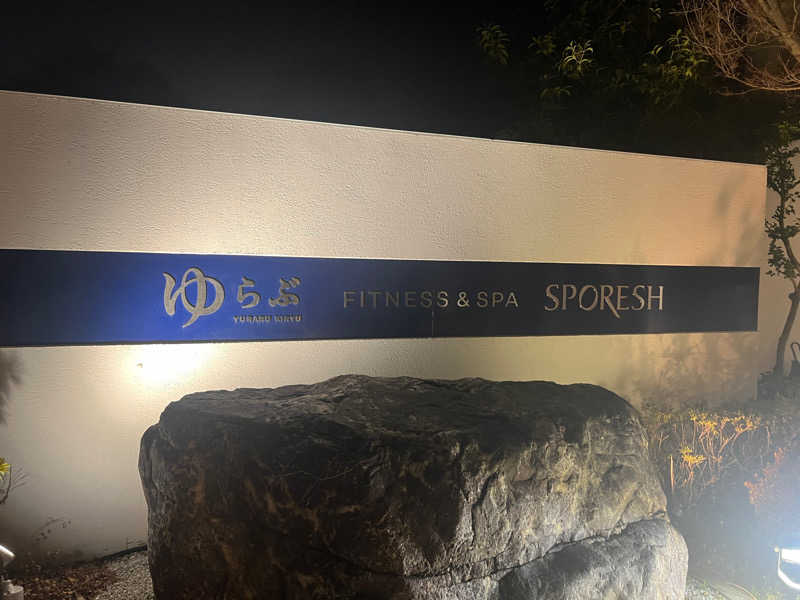 ゆらぶ FITNESS & SPA SPORESH
YURABU KIRYU